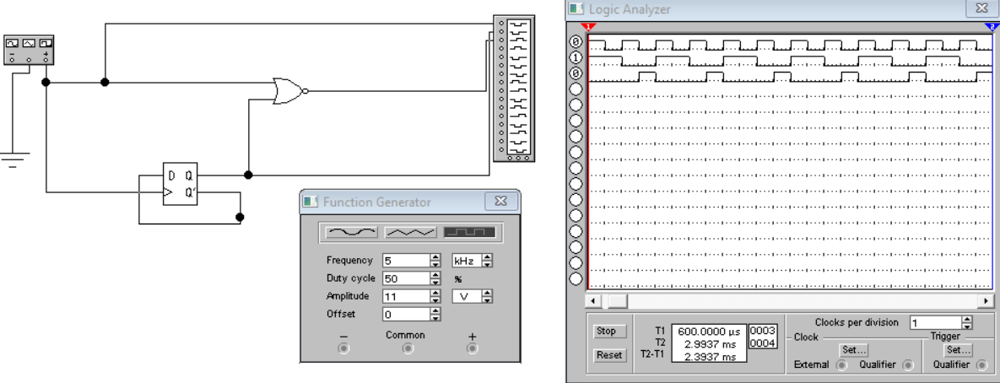 Logic Analyzer
1
2
0
1
0
D Q
Q'
Function Generator
Frequency 5 kHz
Duty cycle 50 %
Amplitude 11 V
Offset 0
− Common +
Stop
Reset
T1 600.0000 µs 0003
T2 2.9937 ms 0004
T2-T1 2.3937 ms
Clocks per division 1
Clock
Trigger
Set...
Set...
External Qualifier
Qualifier